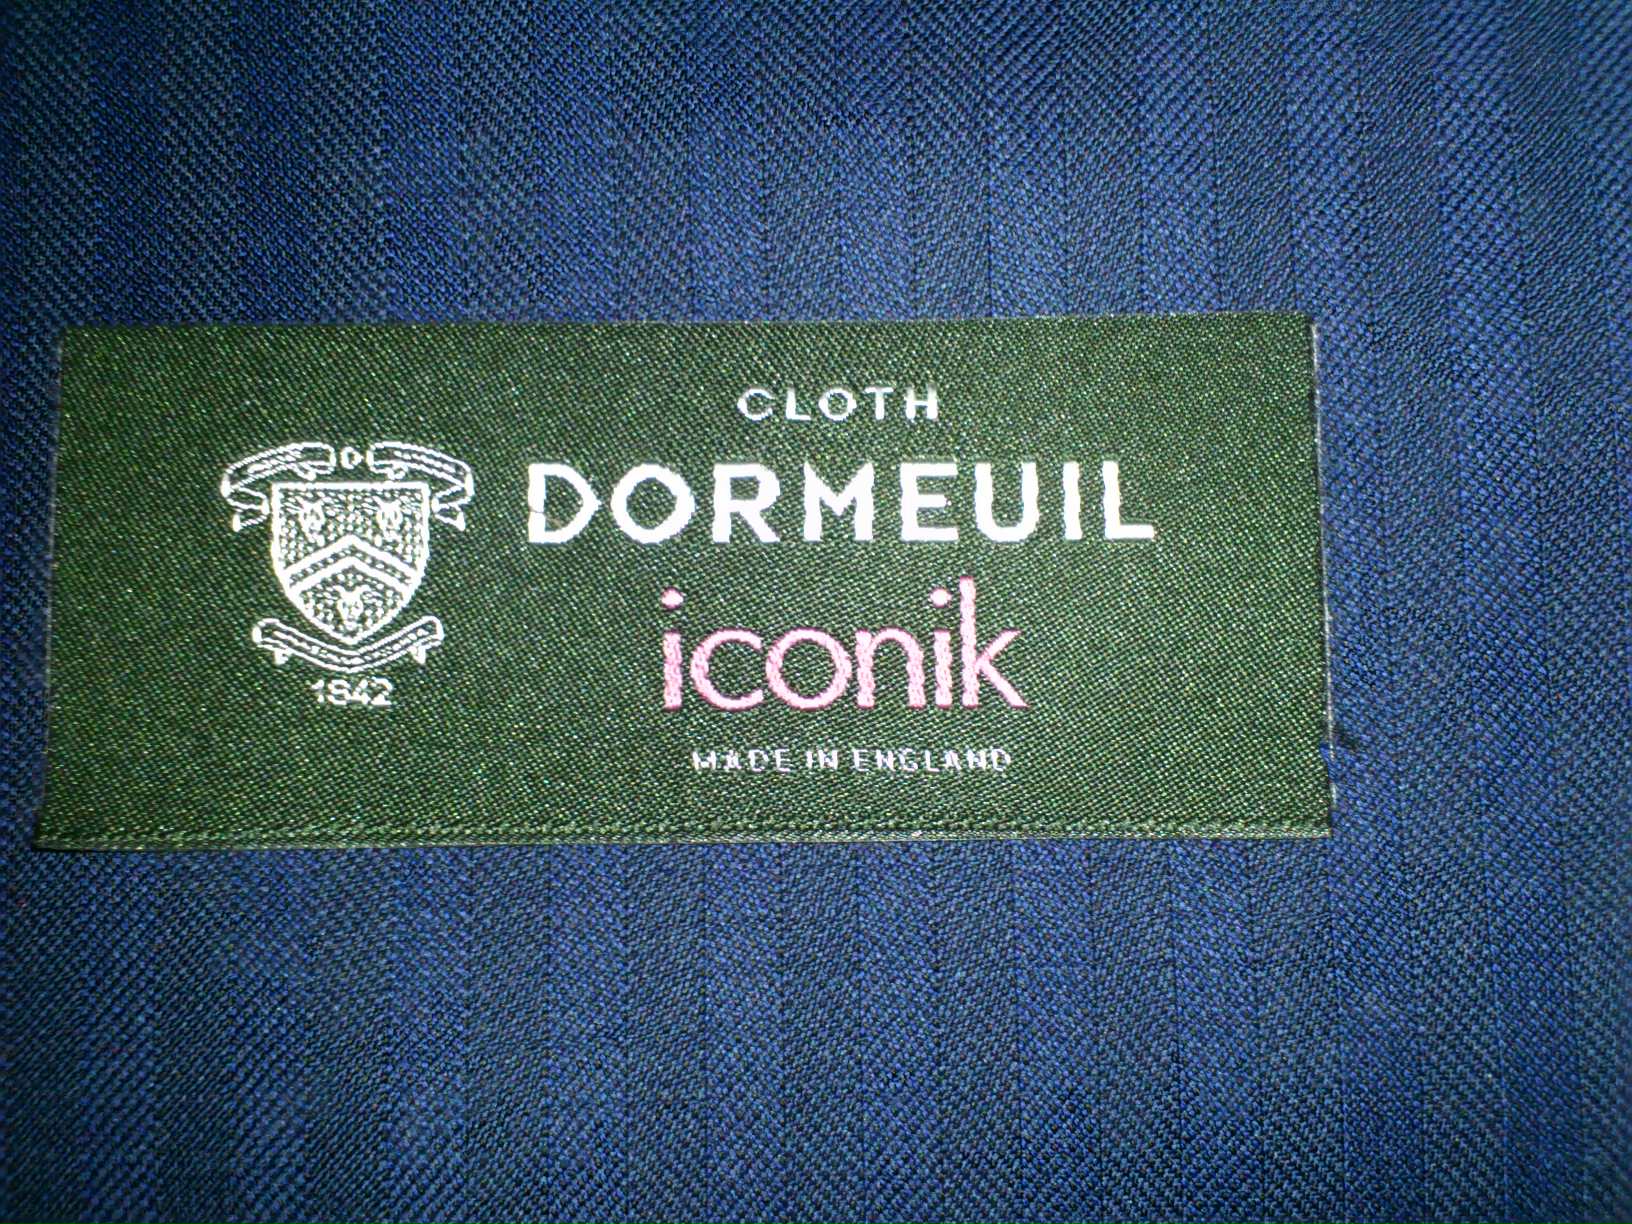 CLOTH
DORMEUIL
iconik
MADE IN ENGLAND
D
1842